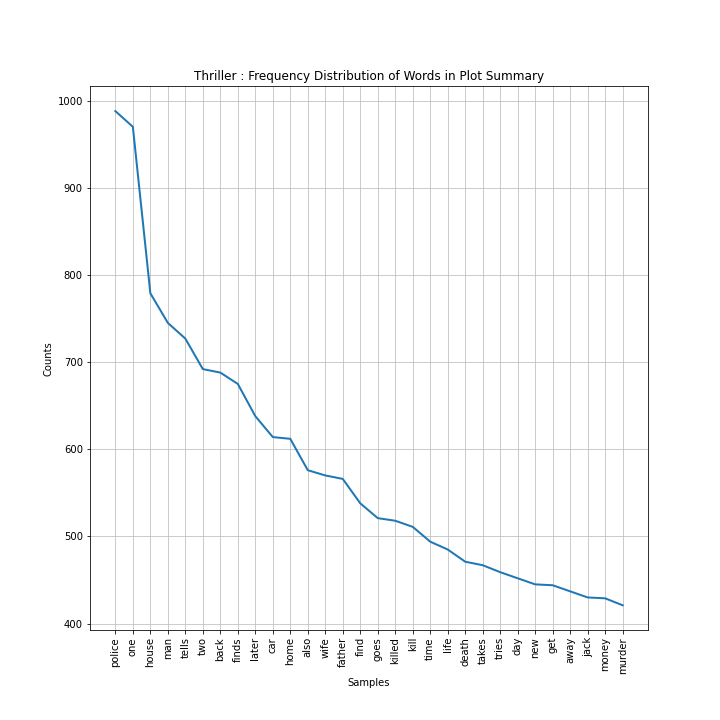 Thriller : Frequency Distribution of Words in Plot Summary
1000
900
800
700
600
500
400
Counts
police
one
house
man
tells
two
back
finds
later
car
home
also
wife
father
find
goes
killed
kill
time
life
death
takes
tries
day
new
get
away
jack
money
murder
Samples